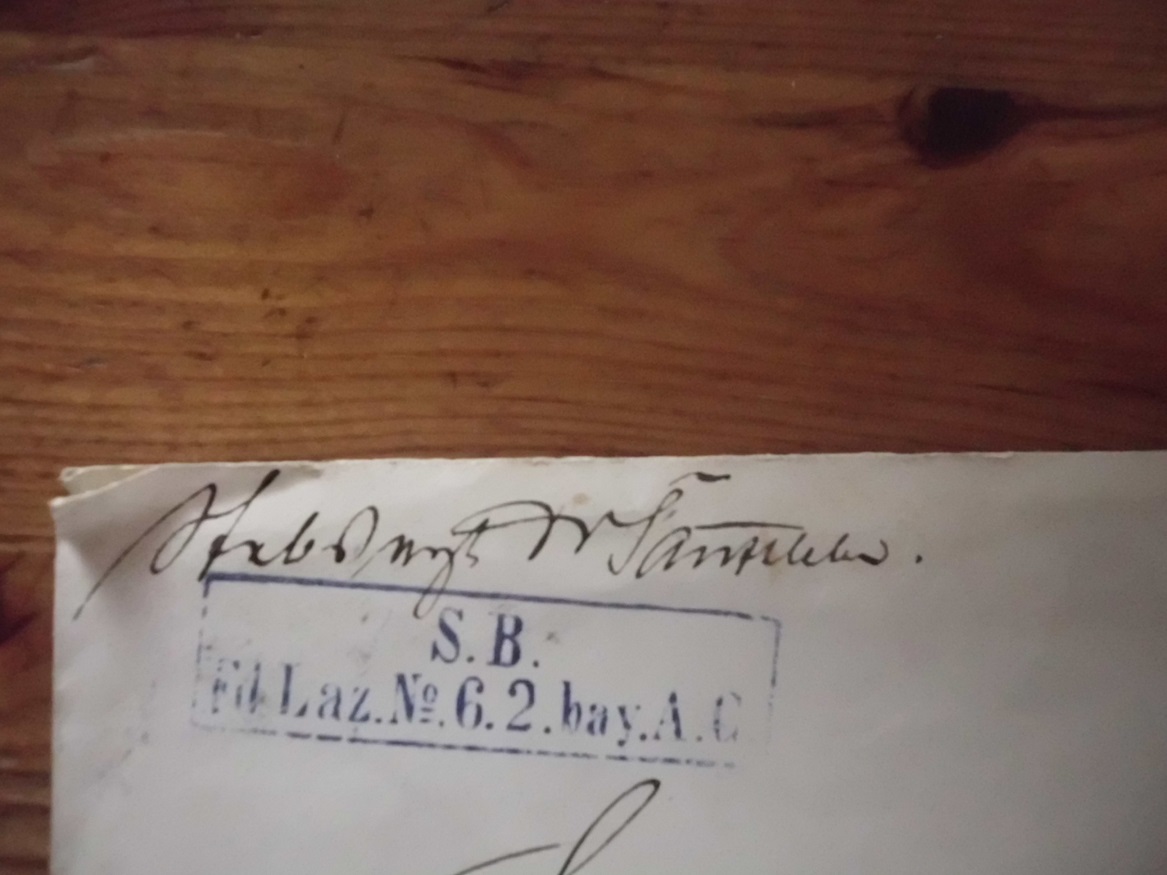 Stabsarzt Dr
S. B.
Fd Laz. No. 6. 2. bay. A. C